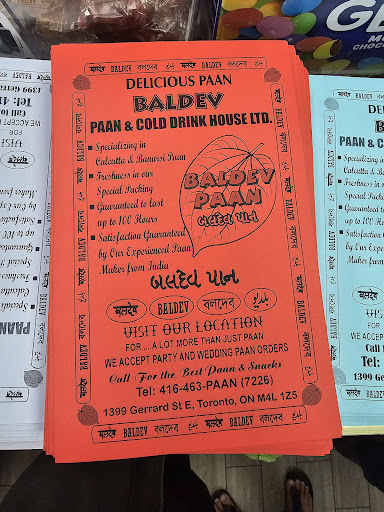 DELICIOUS PAAN
BALDEV
PAAN & COLD DRINK HOUSE LTD.
Specializing in
Calcutta & Banarsi Paan
Freshness in our
Special Packing
Guaranteed to last
up to 100 Hours
Satisfaction Guaranteed
by Our Experienced Paan
Maker from India
BALDEV
PAAN
બલદેવ પાન
બલદેવ પાન
बलदेव
BALDEV
বলদেব
بلديو
VISIT OUR LOCATION
FOR ... A LOT MORE THAN JUST PAAN
WE ACCEPT PARTY AND WEDDING PAAN ORDERS
Call For the Best Paan & Snacks
Tel: 416-463-PAAN (7226)
1399 Gerrard St E, Toronto, ON M4L 1Z5